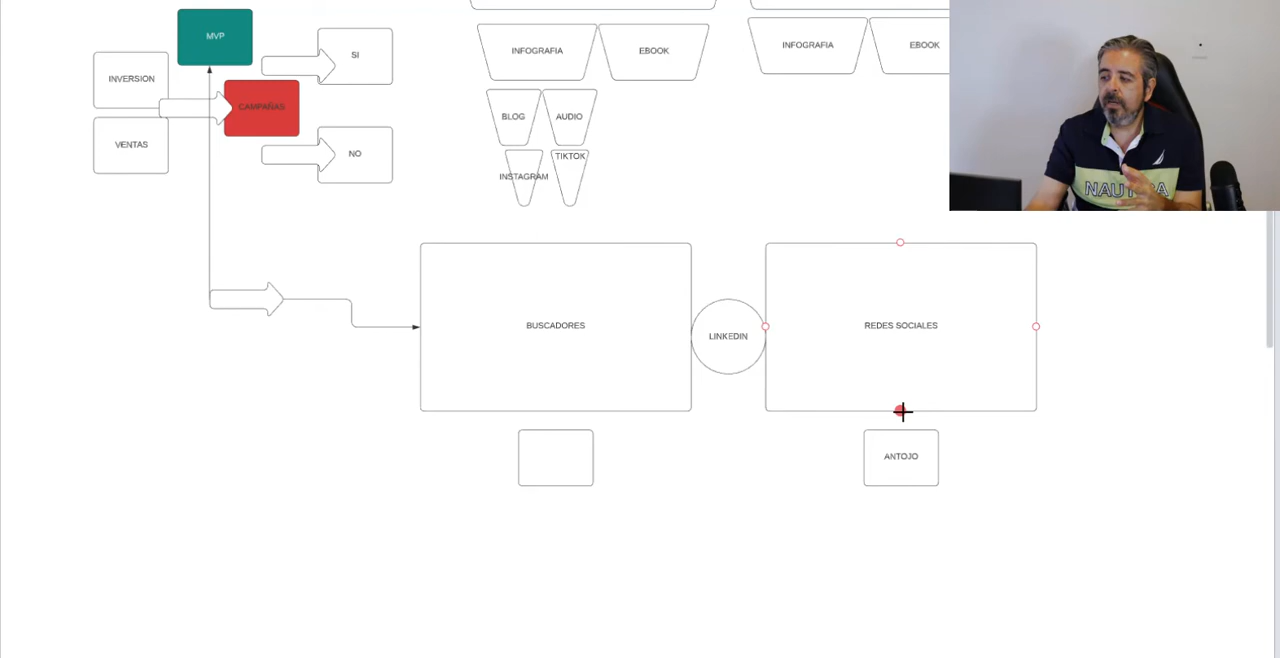 MVP
SI
INVERSION
CAMPAÑAS
VENTAS
NO
INFOGRAFIA
EBOOK
INFOGRAFIA
EBOOK
BLOG
AUDIO
INSTAGRAM
TIKTOK
NAUTICA
BUSCADORES
LINKEDIN
REDES SOCIALES
ANTOJO